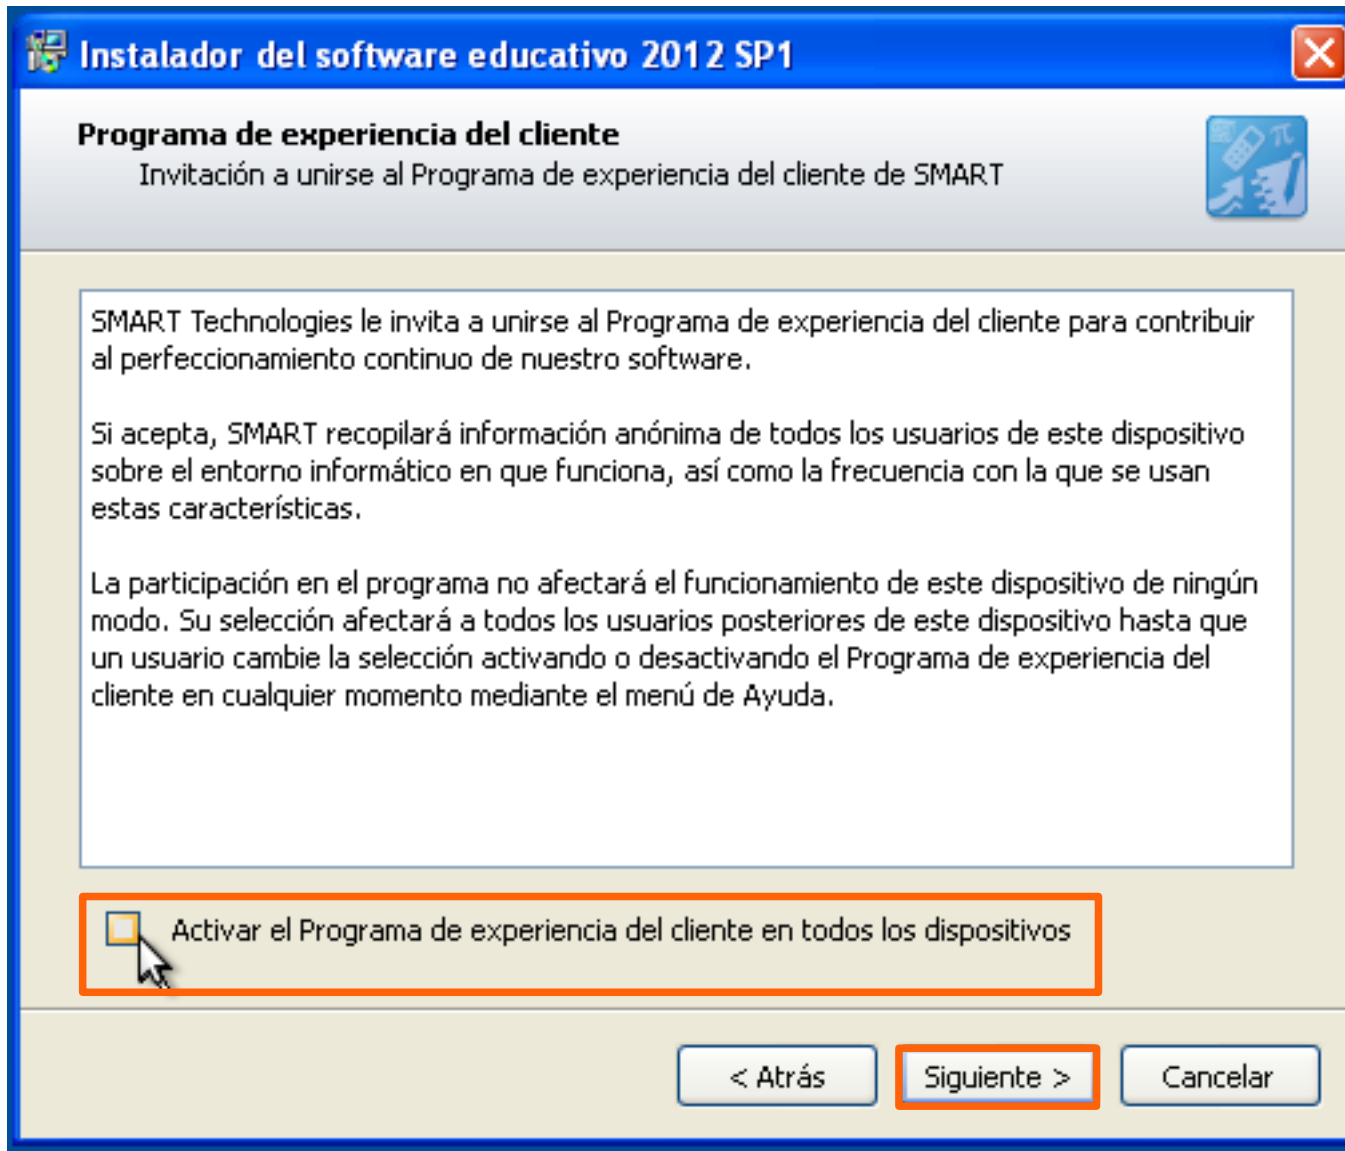 Instalador del software educativo 2012 SP1
Programa de experiencia del cliente
Invitación a unirse al Programa de experiencia del cliente de SMART
SMART Technologies le invita a unirse al Programa de experiencia del cliente para contribuir
al perfeccionamiento continuo de nuestro software.
Si acepta, SMART recopilará información anónima de todos los usuarios de este dispositivo
sobre el entorno informático en que funciona, así como la frecuencia con la que se usan
estas características.
La participación en el programa no afectará el funcionamiento de este dispositivo de ningún
modo. Su selección afectará a todos los usuarios posteriores de este dispositivo hasta que
un usuario cambie la selección activando o desactivando el Programa de experiencia del
cliente en cualquier momento mediante el menú de Ayuda.
Activar el Programa de experiencia del cliente en todos los dispositivos
< Atrás
Siguiente >
Cancelar